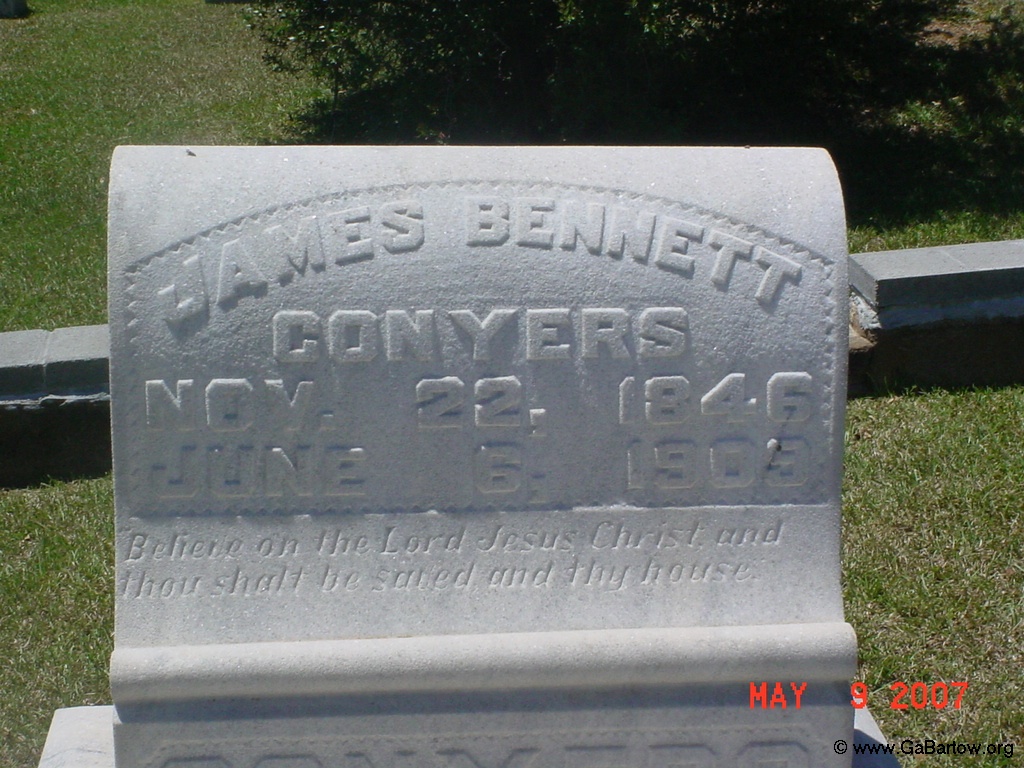 JAMES BENNETT
CONYERS
NOV. 22, 1846
JUNE 6, 1903
Believe on the Lord Jesus Christ, and
thou shalt be saved, and thy house.
CONYERS
MAY 9 2007
© www.GaBartow.org